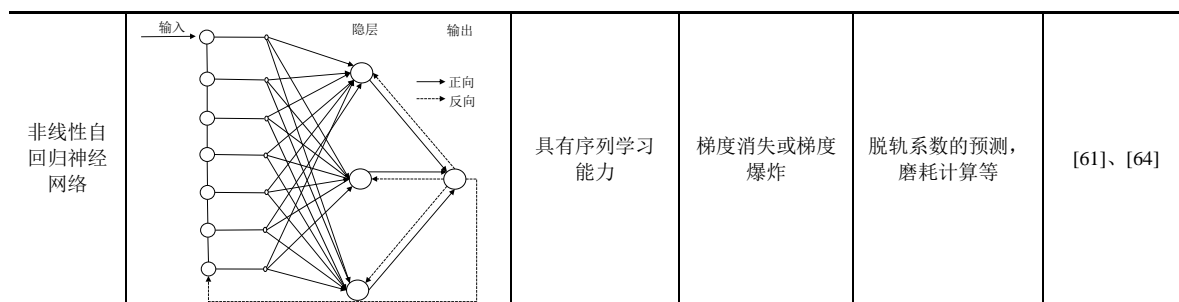 非线性自
回归神经
网络
输入
隐层
输出
正向
反向
具有序列学习
能力
梯度消失或梯度
爆炸
脱轨系数的预测，
磨耗计算等
[61]、[64]